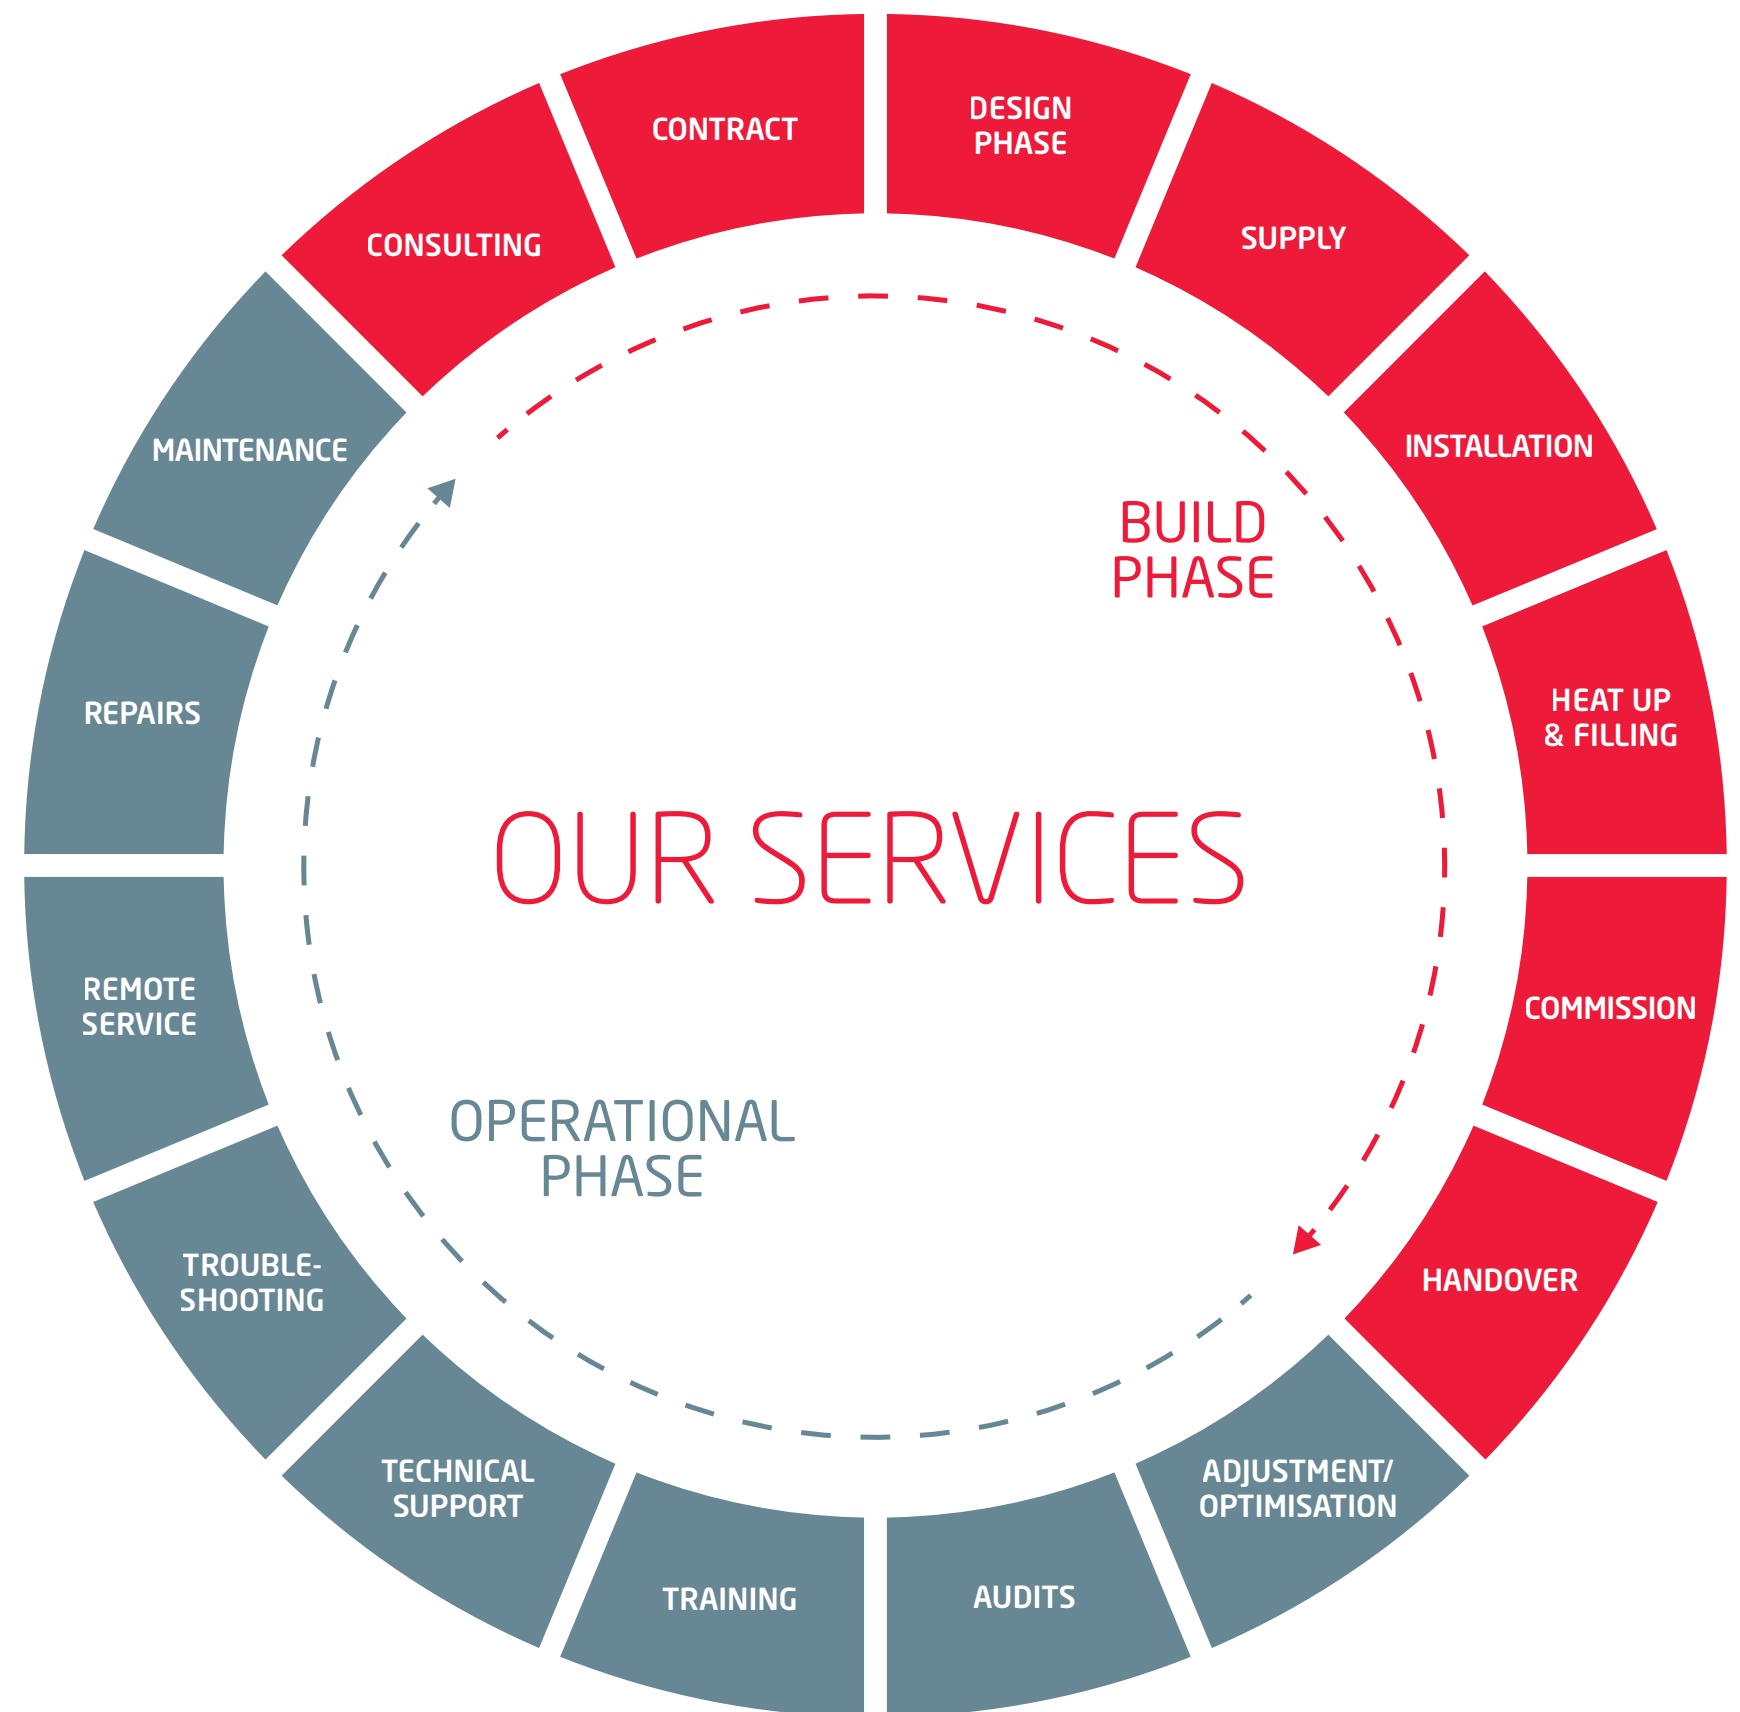 CONTRACT
DESIGN
PHASE
SUPPLY
INSTALLATION
HEAT UP
& FILLING
COMMISSION
HANDOVER
ADJUSTMENT/
OPTIMISATION
AUDITS
TRAINING
TECHNICAL
SUPPORT
TROUBLE-
SHOOTING
REMOTE
SERVICE
REPAIRS
MAINTENANCE
CONSULTING
BUILD
PHASE
OUR SERVICES
OPERATIONAL
PHASE